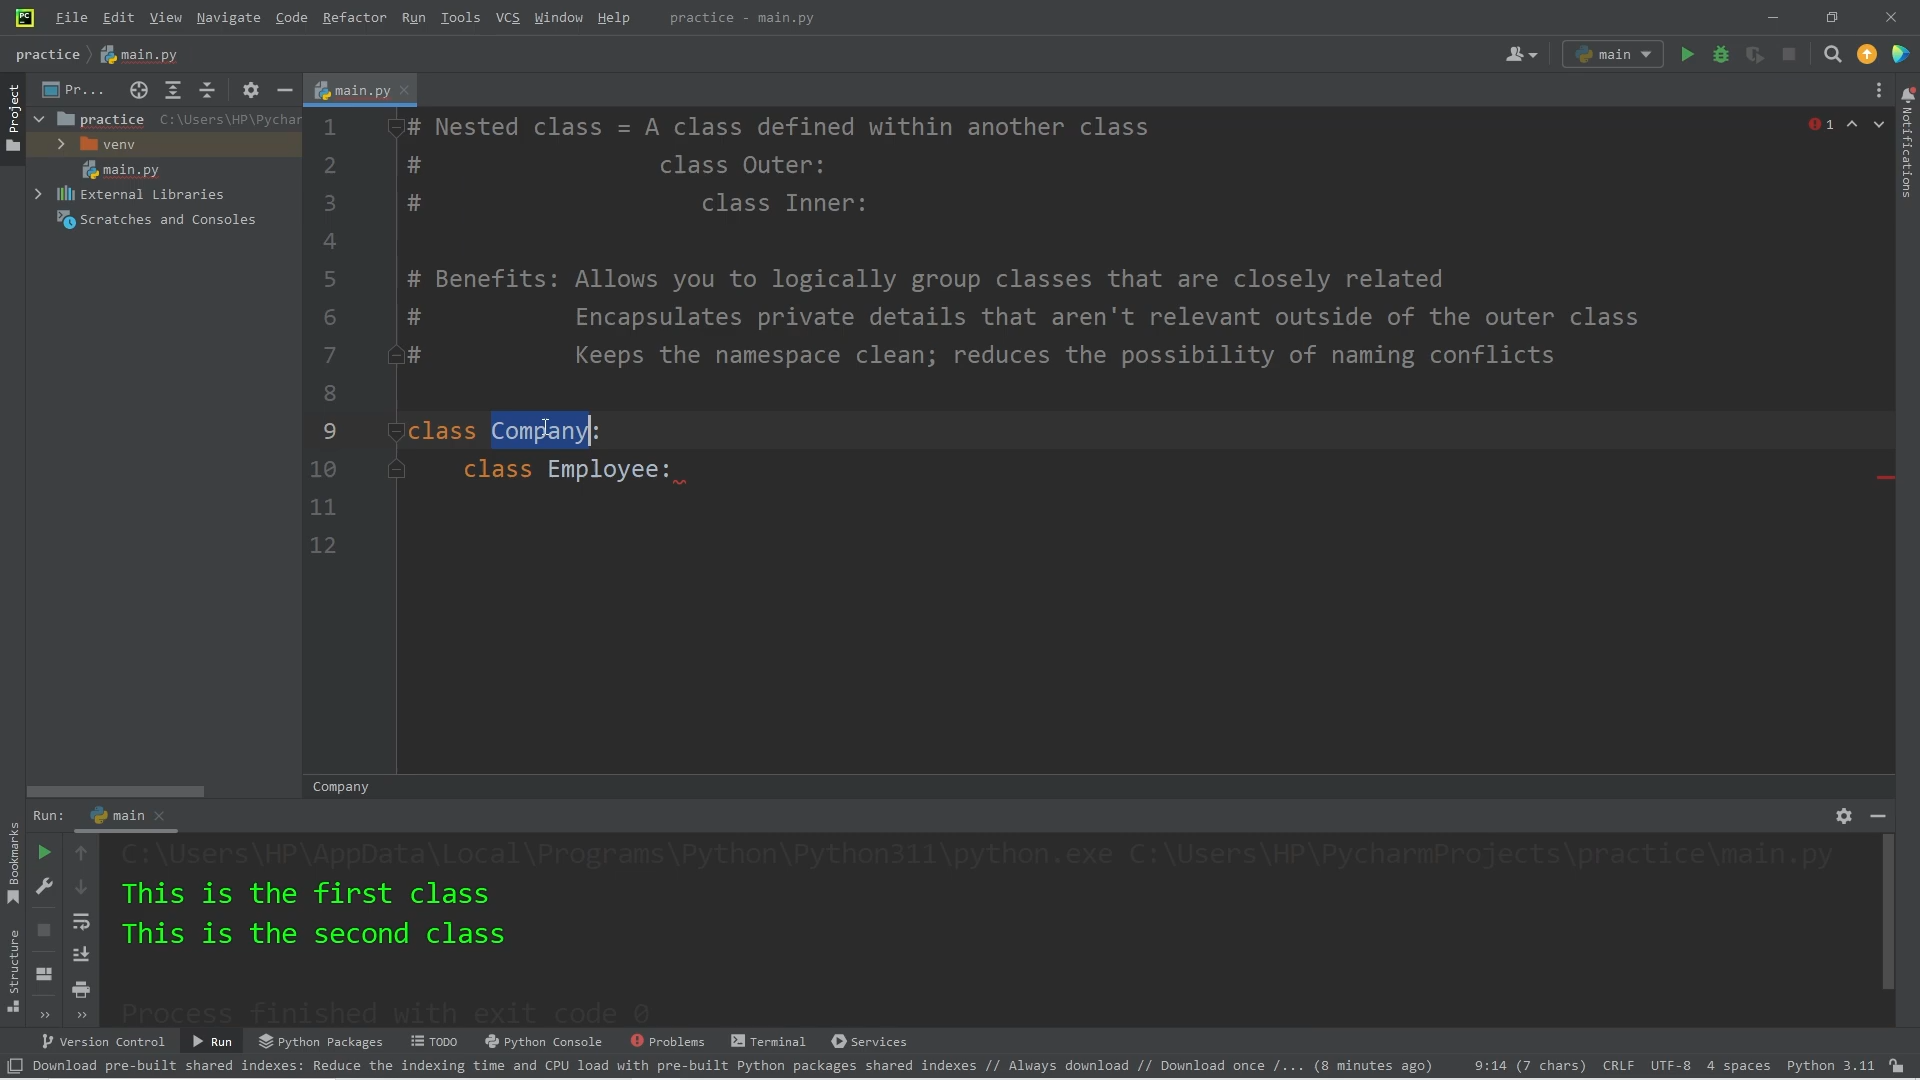 File Edit View Navigate Code Refactor Run Tools VCS Window Help practice - main.py
practice main.py
main
Pr...
main.py
Project
Notifications
practice C:\Users\HP\Pychar
venv
main.py
External Libraries
Scratches and Consoles
1 # Nested class = A class defined within another class
2 # class Outer:
3 # class Inner:
4
5 # Benefits: Allows you to logically group classes that are closely related
6 # Encapsulates private details that aren't relevant outside of the outer class
7 # Keeps the namespace clean; reduces the possibility of naming conflicts
8
9 class Company:
10 class Employee:
11
12
1
Company
Run: main
Bookmarks
Structure
C:\Users\HP\AppData\Local\Programs\Python\Python311\python.exe C:\Users\HP\PycharmProjects\practice\main.py
This is the first class
This is the second class
Process finished with exit code 0
Version Control Run Python Packages TODO Python Console Problems Terminal Services
Download pre-built shared indexes: Reduce the indexing time and CPU load with pre-built Python packages shared indexes // Always download // Download once /... (8 minutes ago) 9:14 (7 chars) CRLF UTF-8 4 spaces Python 3.11